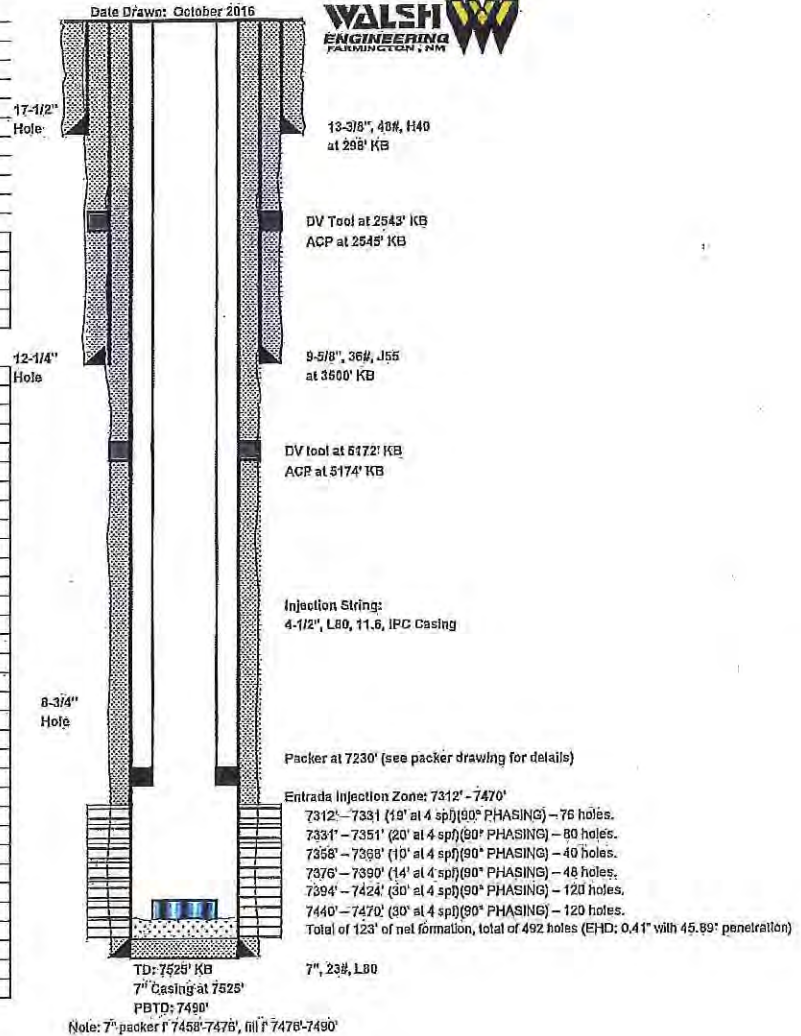 Date Drawn: October 2016
WALSH
ENGINEERING
FARMINGTON, NM
17-1/2"
Hole
13-3/8", 48#, H40
at 298' KB
DV Tool at 2543' KB
ACP at 2545' KB
12-1/4"
Hole
9-5/8", 36#, J55
at 3500' KB
DV tool at 5172' KB
ACP at 5174' KB
Injection String:
4-1/2", L80, 11.6, IPC Casing
8-3/4"
Hole
Packer at 7230' (see packer drawing for details)
Entrada Injection Zone: 7312' - 7470'
7312' – 7331 (19' at 4 spf)(90° PHASING) – 76 holes.
7331' – 7351' (20' at 4 spf)(90° PHASING) – 80 holes.
7358' – 7368' (10' at 4 spf)(90° PHASING) – 40 holes.
7376' – 7390' (14' at 4 spf)(90° PHASING) – 48 holes.
7394' – 7424' (30' at 4 spf)(90° PHASING) – 120 holes.
7440' – 7470' (30' at 4 spf)(90° PHASING) – 120 holes.
Total of 123' of net formation, total of 492 holes (EHD: 0.41" with 45.89" penetration)
TD: 7525' KB
7" Casing at 7525'
PBTD: 7490'
7", 23#, L80
Note: 7" packer f' 7458'-7476', fill f' 7476'-7490'